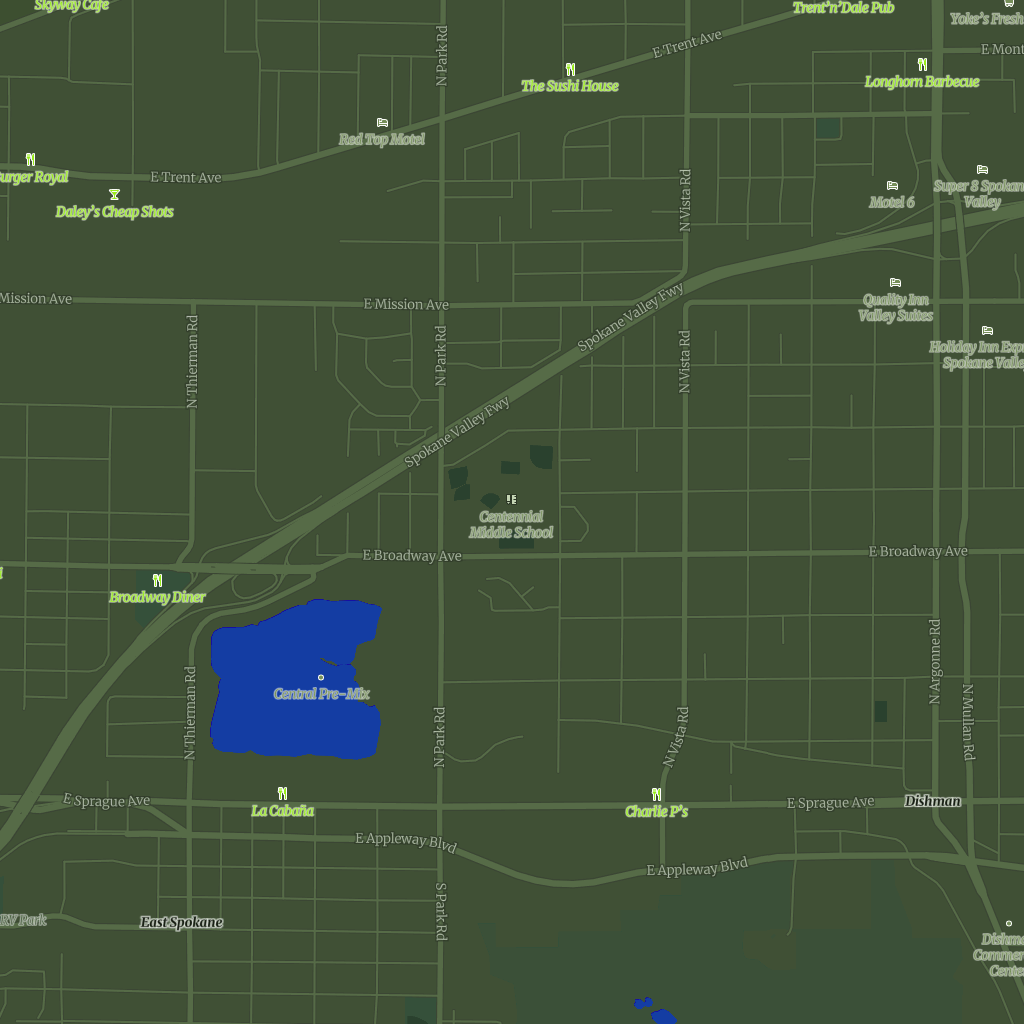 Skyway Cafe
Trent'n'Dale Pub
Yoke's Fresh
N Park Rd
E Trent Ave
E Mont
The Sushi House
Longhorn Barbecue
Red Top Motel
Burger Royal
E Trent Ave
Daley's Cheap Shots
N Vista Rd
Motel 6
Super 8 Spokane
Valley
Mission Ave
E Mission Ave
Spokane Valley Fwy
Quality Inn
Valley Suites
N Thierman Rd
N Park Rd
N Vista Rd
Holiday Inn Expr
Spokane Valley
Spokane Valley Fwy
Centennial
Middle School
E Broadway Ave
E Broadway Ave
Broadway Diner
Central Pre-Mix
N Thierman Rd
N Park Rd
N Vista Rd
N Argonne Rd
N Mullan Rd
E Sprague Ave
La Cabaña
Charlie P's
E Sprague Ave
Dishman
E Appleway Blvd
E Appleway Blvd
S Park Rd
RV Park
East Spokane
Dishma
Commer
Cente